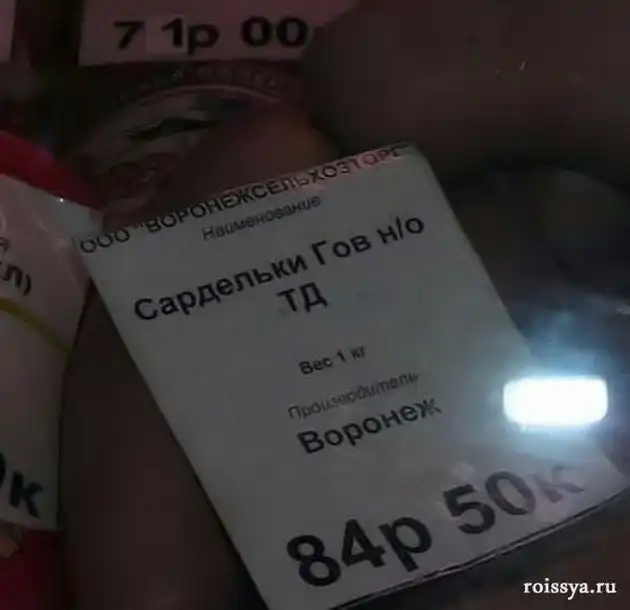 7 1р 00
ООО "ВОРОНЕЖСЕЛЬХОЗТОРГ
Наименование
Сардельки Гов н/о
ТД
Вес 1 кг
Производитель
Воронеж
84р 50к
л)
к
roissya.ru